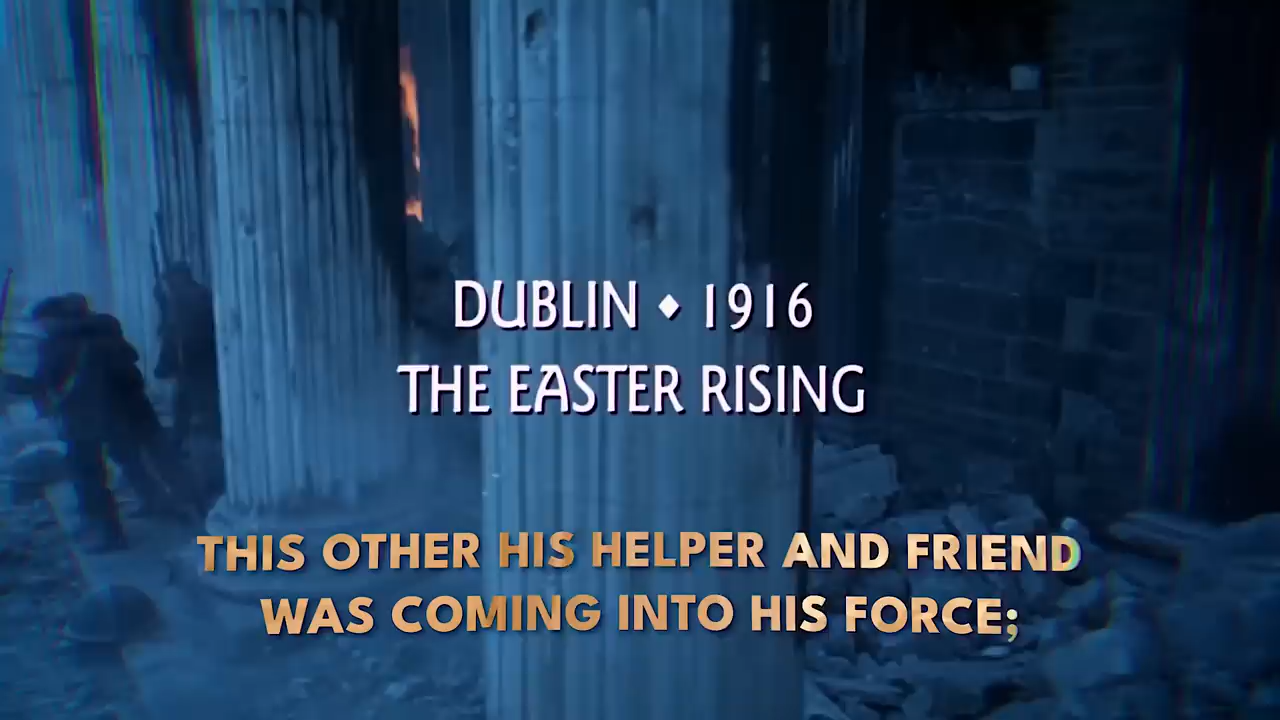 DUBLIN ♦ 1916
THE EASTER RISING
THIS OTHER HIS HELPER AND FRIEND
WAS COMING INTO HIS FORCE;